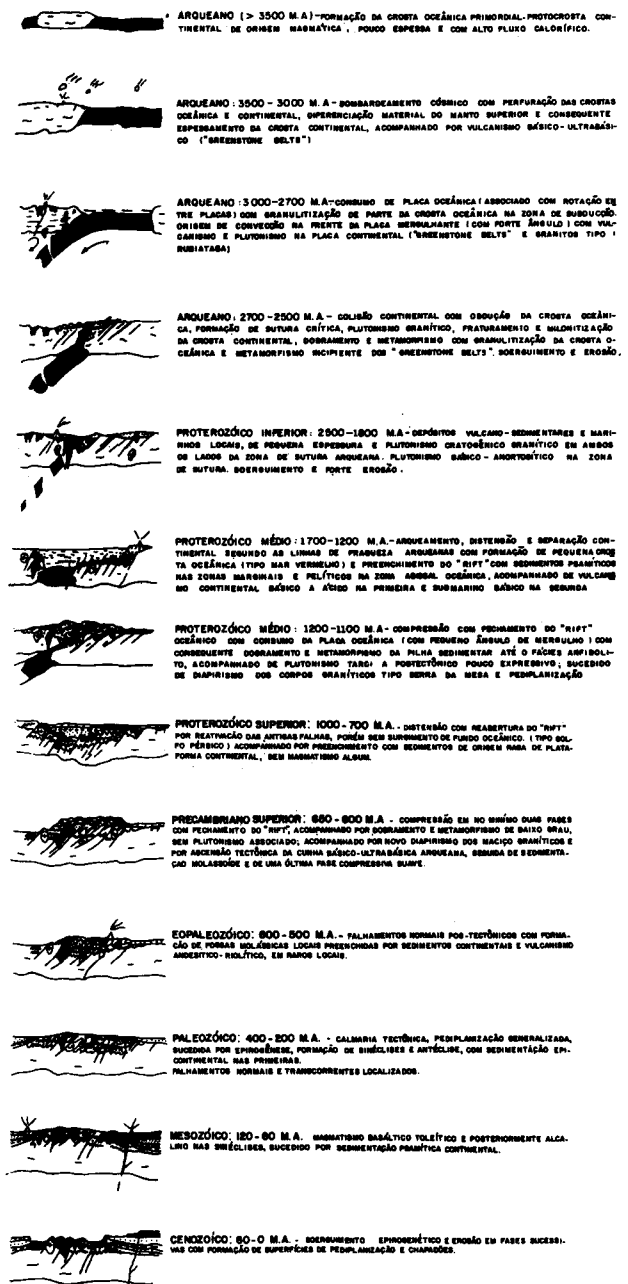 ARQUEANO (> 3500 M.A) - FORMAÇÃO DA CROSTA OCEÂNICA PRIMORDIAL-PROTOCROSTA CON-
TINENTAL DE ORIGEM MAGMÁTICA, POUCO ESPESSA E COM ALTO FLUXO CALORÍFICO.
ARQUEANO: 3500 - 3000 M.A - BOMBARDEAMENTO CÓSMICO COM PERFURAÇÃO DAS CROSTAS
OCEÂNICA E CONTINENTAL, DIFERENCIAÇÃO MATERIAL DO MANTO SUPERIOR E CONSEQUENTE
ESPESSAMENTO DA CROSTA CONTINENTAL, ACOMPANHADO POR VULCANISMO BÁSICO-ULTRABÁSI-
CO ("GREENSTONE BELTS")
ARQUEANO: 3000-2700 M.A-CONSUMO DE PLACA OCEÂNICA (ASSOCIADO COM ROTAÇÃO EN
TRE PLACAS) COM GRANULITIZAÇÃO DE PARTE DA CROSTA OCEÂNICA NA ZONA DE SUBDUCÇÃO.
ORIGEM DE CONVECÇÃO NA FRENTE DA PLACA MERGULHANTE (COM FORTE ÂNGULO) COM VUL-
CANISMO E PLUTONISMO NA PLACA CONTINENTAL ("GREENSTONE BELTS" E GRANITOS TIPO
RUBIATABA)
ARQUEANO: 2700 - 2500 M.A - COLISÃO CONTINENTAL COM OBDUÇÃO DA CROSTA OCEÂNI-
CA, FORMAÇÃO DE SUTURA CRÍTICA, PLUTONISMO GRANÍTICO, FRATURAMENTO E MILONITIZAÇÃO
DA CROSTA CONTINENTAL, DOBRAMENTO E METAMORFISMO COM GRANULITIZAÇÃO DA CROSTA O-
CEÂNICA E METAMORFISMO INCIPIENTE DOS "GREENSTONE BELTS". SOERGUIMENTO E EROSÃO.
PROTEROZÓICO INFERIOR: 2500-1800 M.A - DEPÓSITOS VULCANO-SEDIMENTARES E MARI-
NHOS LOCAIS, DE PEQUENA ESPESSURA E PLUTONISMO CRATOGÊNICO GRANÍTICO EM AMBOS
OS LADOS DA ZONA DE SUTURA ARQUEANA. PLUTONISMO BÁSICO-ANORTOSÍTICO NA ZONA
DE SUTURA. SOERGUIMENTO E FORTE EROSÃO.
PROTEROZÓICO MÉDIO: 1700-1200 M.A.-ARQUEAMENTO, DISTENSÃO E SEPARAÇÃO CON-
TINENTAL SEGUNDO AS LINHAS DE FRAQUEZA ARQUEANAS COM FORMAÇÃO DE PEQUENA CROS
TA OCEÂNICA (TIPO MAR VERMELHO) E PREENCHIMENTO DO "RIFT" COM SEDIMENTOS PSAMÍTICOS
NAS ZONAS MARGINAIS E PELÍTICOS NA ZONA ABISSAL OCEÂNICA, ACOMPANHADO DE VULCANIS
MO CONTINENTAL BÁSICO A ÁCIDO NA PRIMEIRA E SUBMARINO BÁSICO NA SEGUNDA
PROTEROZÓICO MÉDIO: 1200-1100 M.A.-COMPRESSÃO COM FECHAMENTO DO "RIFT"
OCEÂNICO COM CONSUMO DA PLACA OCEÂNICA (COM PEQUENO ÂNGULO DE MERGULHO) COM
CONSEQUENTE DOBRAMENTO E METAMORFISMO DA PILHA SEDIMENTAR ATÉ O FÁCIES ANFIBOLI-
TO, ACOMPANHADO DE PLUTONISMO TARDI A POSTECTÔNICO POUCO EXPRESSIVO; SUCEDIDO
DE DIAPIRISMO DOS CORPOS GRANÍTICOS TIPO SERRA DA MESA E PEDIPLANIZAÇÃO
PROTEROZÓICO SUPERIOR: 1000-700 M.A. - DISTENSÃO COM REABERTURA DO "RIFT"
POR REATIVAÇÃO DAS ANTIGAS FALHAS, PORÉM SEM SURGIMENTO DE FUNDO OCEÂNICO. (TIPO GOL-
FO PÉRSICO) ACOMPANHADO POR PREENCHIMENTO COM SEDIMENTOS DE ORIGEM RASA DE PLATA-
FORMA CONTINENTAL, SEM MAGMATISMO ALGUM.
PRECAMBRIANO SUPERIOR: 650 - 600 M.A - COMPRESSÃO EM NO MÍNIMO DUAS FASES
COM FECHAMENTO DO "RIFT", ACOMPANHADO POR DOBRAMENTO E METAMORFISMO DE BAIXO GRAU,
SEM PLUTONISMO ASSOCIADO; ACOMPANHADO POR NOVO DIAPIRISMO DOS MACIÇO GRANÍTICOS E
POR ASCENSÃO TECTÔNICA DA CUNHA BÁSICO-ULTRABÁSICA ARQUEANA, SEGUIDA DE SEDIMENTA-
ÇÃO MOLASSÓIDE E DE UMA ÚLTIMA FASE COMPRESSIVA SUAVE.
EOPALEOZÓICO: 600 - 500 M.A. - FALHAMENTOS NORMAIS POS-TECTÔNICOS COM FORMA-
ÇÃO DE FOSSAS MOLÁSSICAS LOCAIS PREENCHIDAS POR SEDIMENTOS CONTINENTAIS E VULCANISMO
ANDESÍTICO-RIOLÍTICO, EM RAROS LOCAIS.
PALEOZÓICO: 400 - 200 M.A. - CALMARIA TECTÔNICA, PEDIPLANIZAÇÃO GENERALIZADA,
SUCEDIDA POR EPIROGÊNESE, FORMAÇÃO DE SINÉCLISES E ANTÉCLISE, COM SEDIMENTAÇÃO EPI-
CONTINENTAL NAS PRIMEIRAS.
FALHAMENTOS NORMAIS E TRANSCORRENTES LOCALIZADOS.
MESOZÓICO: 120-60 M.A. MAGMATISMO BASÁLTICO TOLEÍTICO E POSTERIORMENTE ALCA-
LINO NAS SINÉCLISES, SUCEDIDO POR SEDIMENTAÇÃO PSAMÍTICA CONTINENTAL.
CENOZÓICO: 60-0 M.A. - SOERGUIMENTO EPIROGENÉTICO E EROSÃO EM FASES SUCESSI-
VAS COM FORMAÇÃO DE SUPERFÍCIES DE PEDIPLANIZAÇÃO E CHAPADÕES.